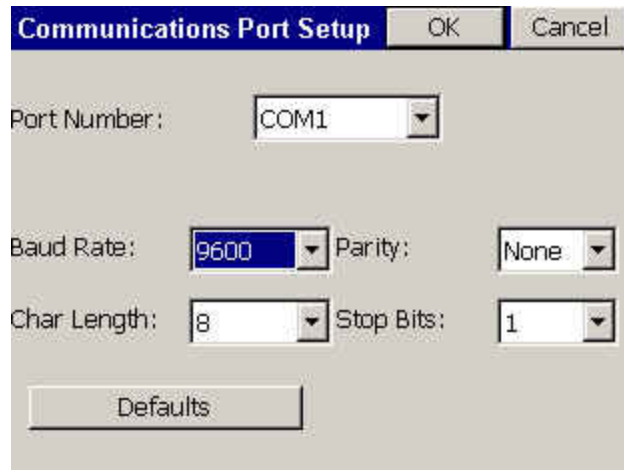 Communications Port Setup OK Cancel
Port Number: COM1
Baud Rate: 9600 Parity: None
Char Length: 8 Stop Bits: 1
Defaults